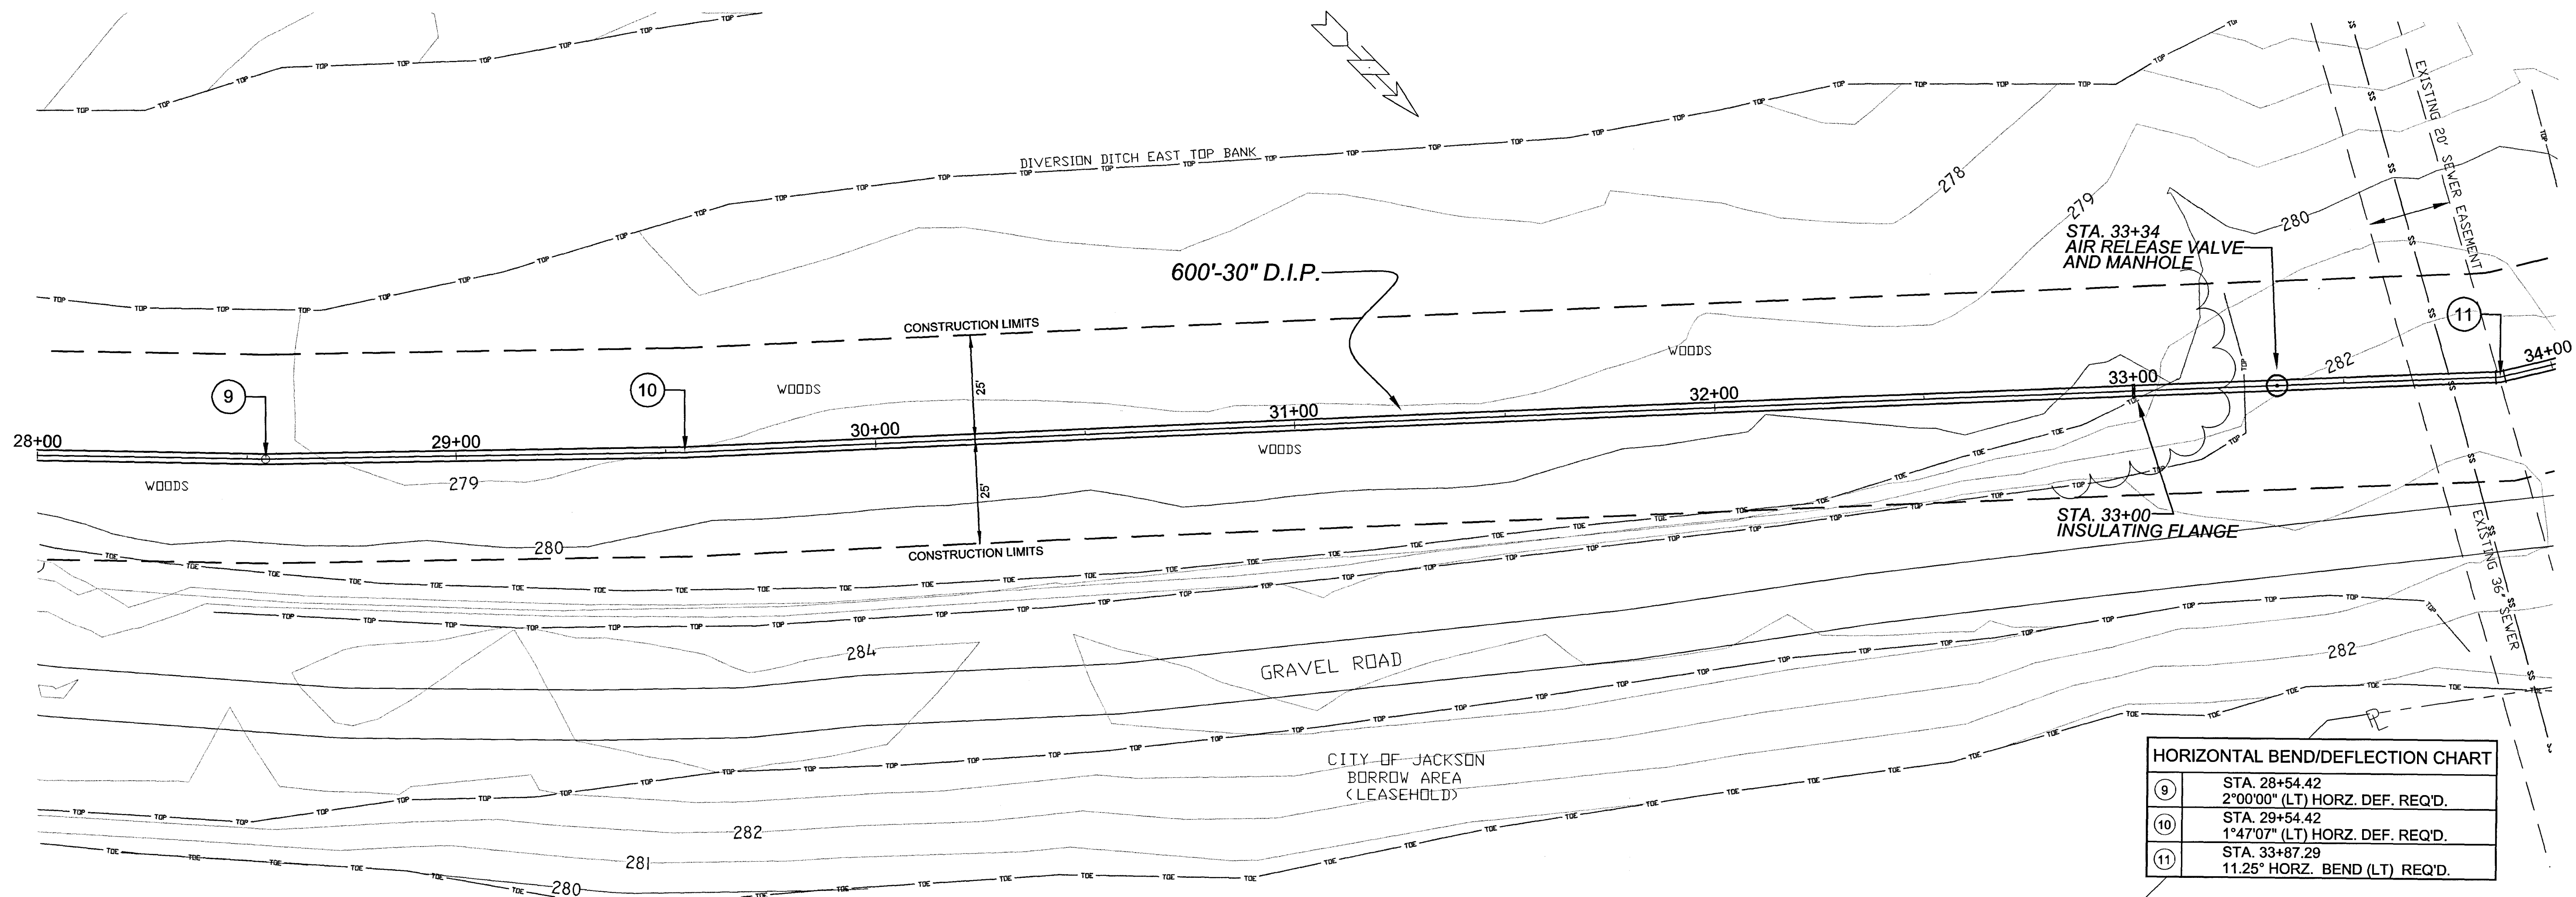 DIVERSION DITCH EAST TOP BANK
278
279
280
EXISTING 20' SEWER EASEMENT
STA. 33+34
AIR RELEASE VALVE
AND MANHOLE
600'-30" D.I.P.
CONSTRUCTION LIMITS
25'
25'
WOODS
WOODS
WOODS
WOODS
9
10
11
28+00
29+00
30+00
31+00
32+00
33+00
34+00
282
279
280
CONSTRUCTION LIMITS
STA. 33+00
INSULATING FLANGE
EXISTING 36" SEWER
TOP
TOE
SS
284
GRAVEL ROAD
282
PL
CITY OF JACKSON
BORROW AREA
(LEASEHOLD)
282
281
280
HORIZONTAL BEND/DEFLECTION CHART
9 STA. 28+54.42
2°00'00" (LT) HORZ. DEF. REQ'D.
10 STA. 29+54.42
1°47'07" (LT) HORZ. DEF. REQ'D.
11 STA. 33+87.29
11.25° HORZ. BEND (LT) REQ'D.